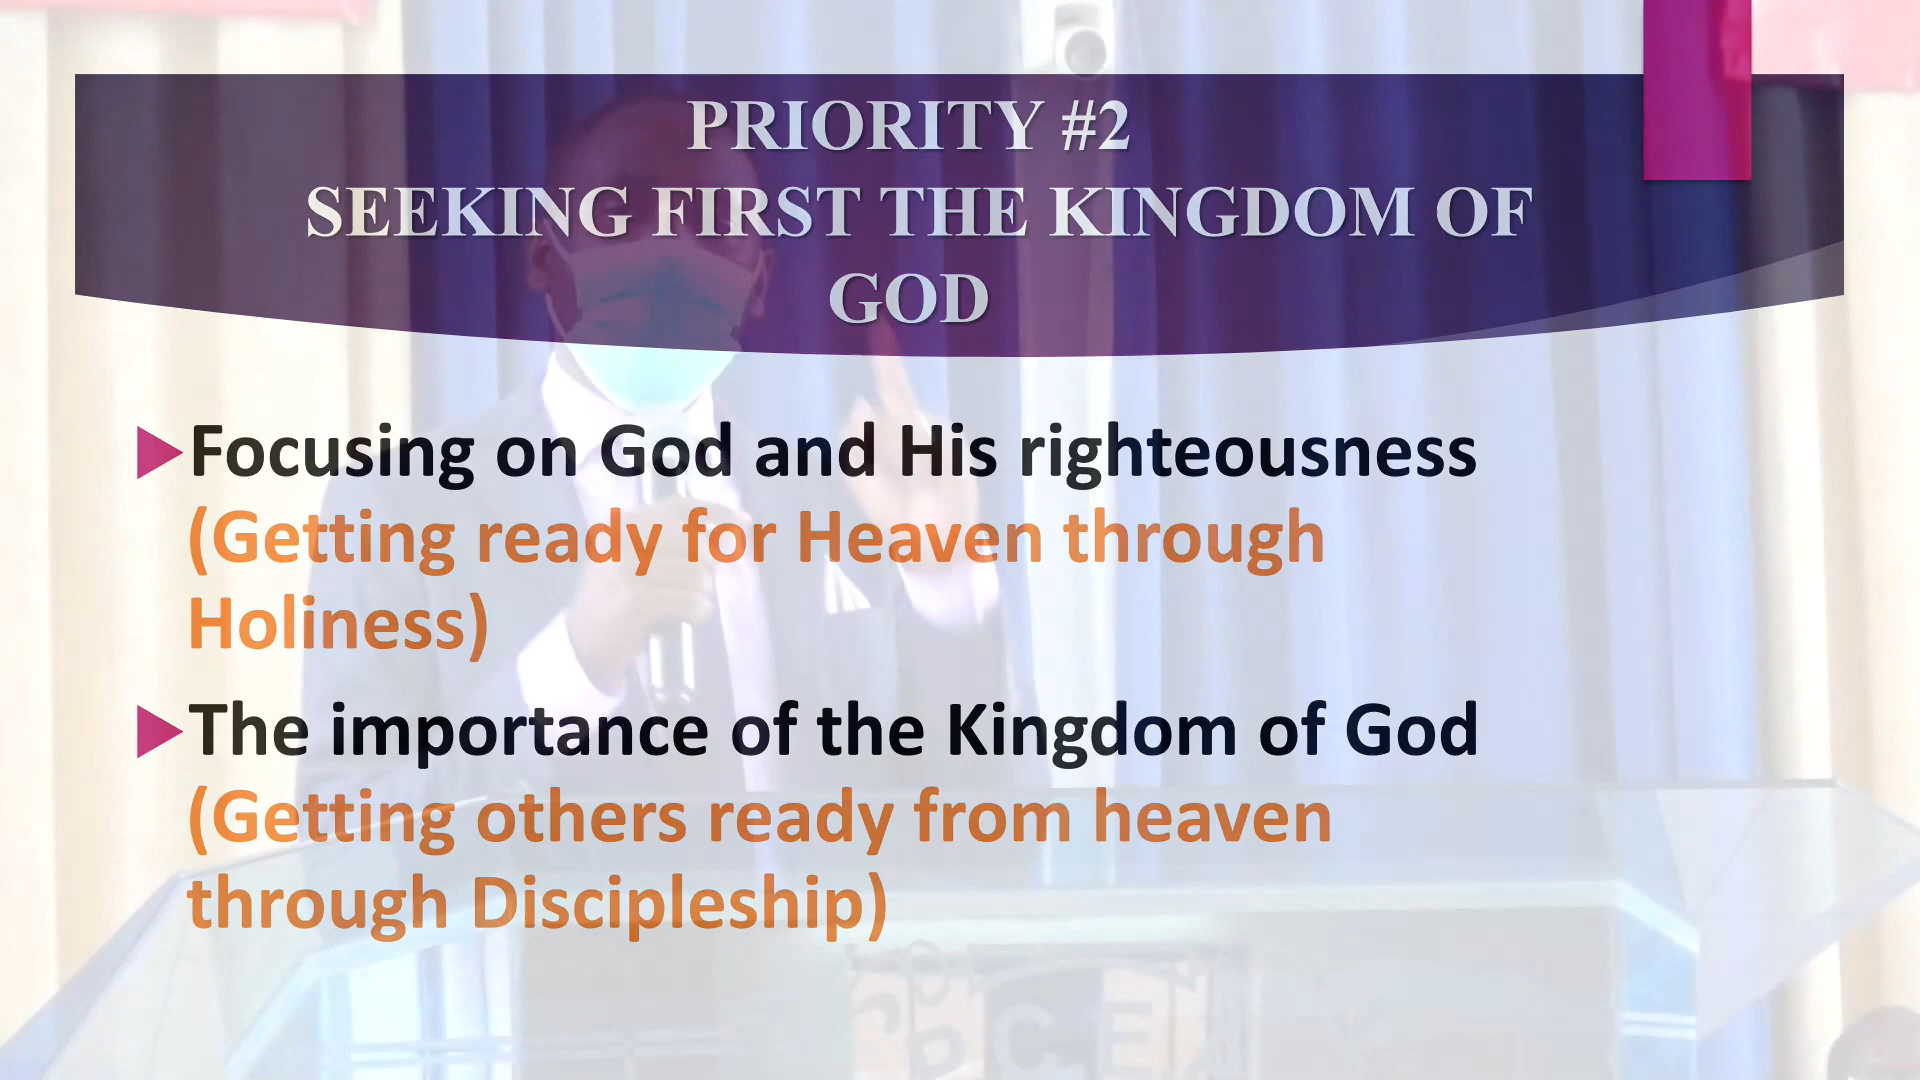 PRIORITY #2
SEEKING FIRST THE KINGDOM OF
GOD
Focusing on God and His righteousness
(Getting ready for Heaven through
Holiness)
The importance of the Kingdom of God
(Getting others ready from heaven
through Discipleship)